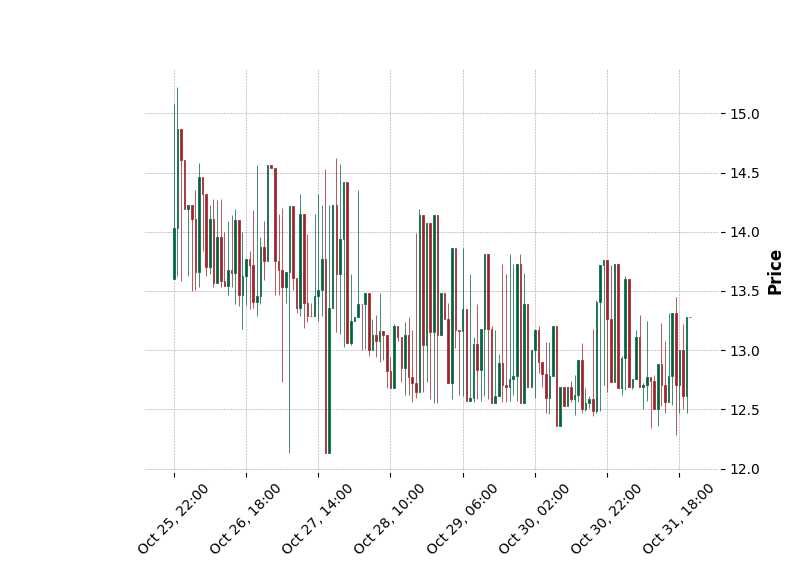 15.0
14.5
14.0
13.5
13.0
12.5
12.0
Price
Oct 25, 22:00
Oct 26, 18:00
Oct 27, 14:00
Oct 28, 10:00
Oct 29, 06:00
Oct 30, 02:00
Oct 30, 22:00
Oct 31, 18:00